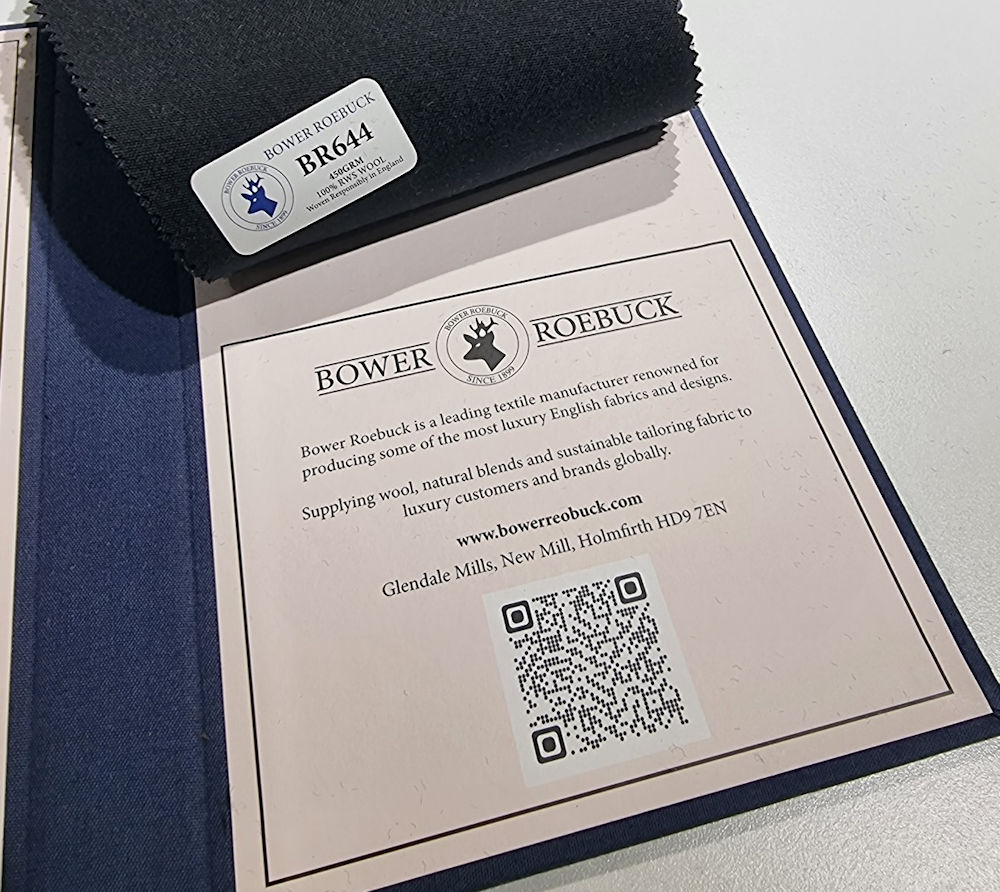 BOWER ROEBUCK
BR644
450GRM
100% RWS WOOL
Woven Responsibly in England
BOWER ROEBUCK
SINCE 1899
BOWER
BOWER ROEBUCK
SINCE 1899
ROEBUCK
Bower Roebuck is a leading textile manufacturer renowned for
producing some of the most luxury English fabrics and designs.
Supplying wool, natural blends and sustainable tailoring fabric to
luxury customers and brands globally.
www.bowerreobuck.com
Glendale Mills, New Mill, Holmfirth HD9 7EN